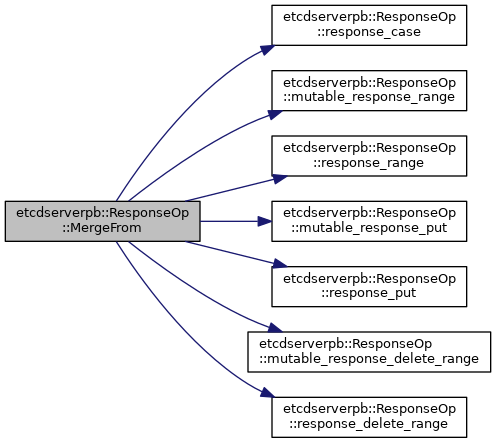 etcdserverpb::ResponseOp
::response_case
etcdserverpb::ResponseOp
::mutable_response_range
etcdserverpb::ResponseOp
::response_range
etcdserverpb::ResponseOp
::MergeFrom
etcdserverpb::ResponseOp
::mutable_response_put
etcdserverpb::ResponseOp
::response_put
etcdserverpb::ResponseOp
::mutable_response_delete_range
etcdserverpb::ResponseOp
::response_delete_range